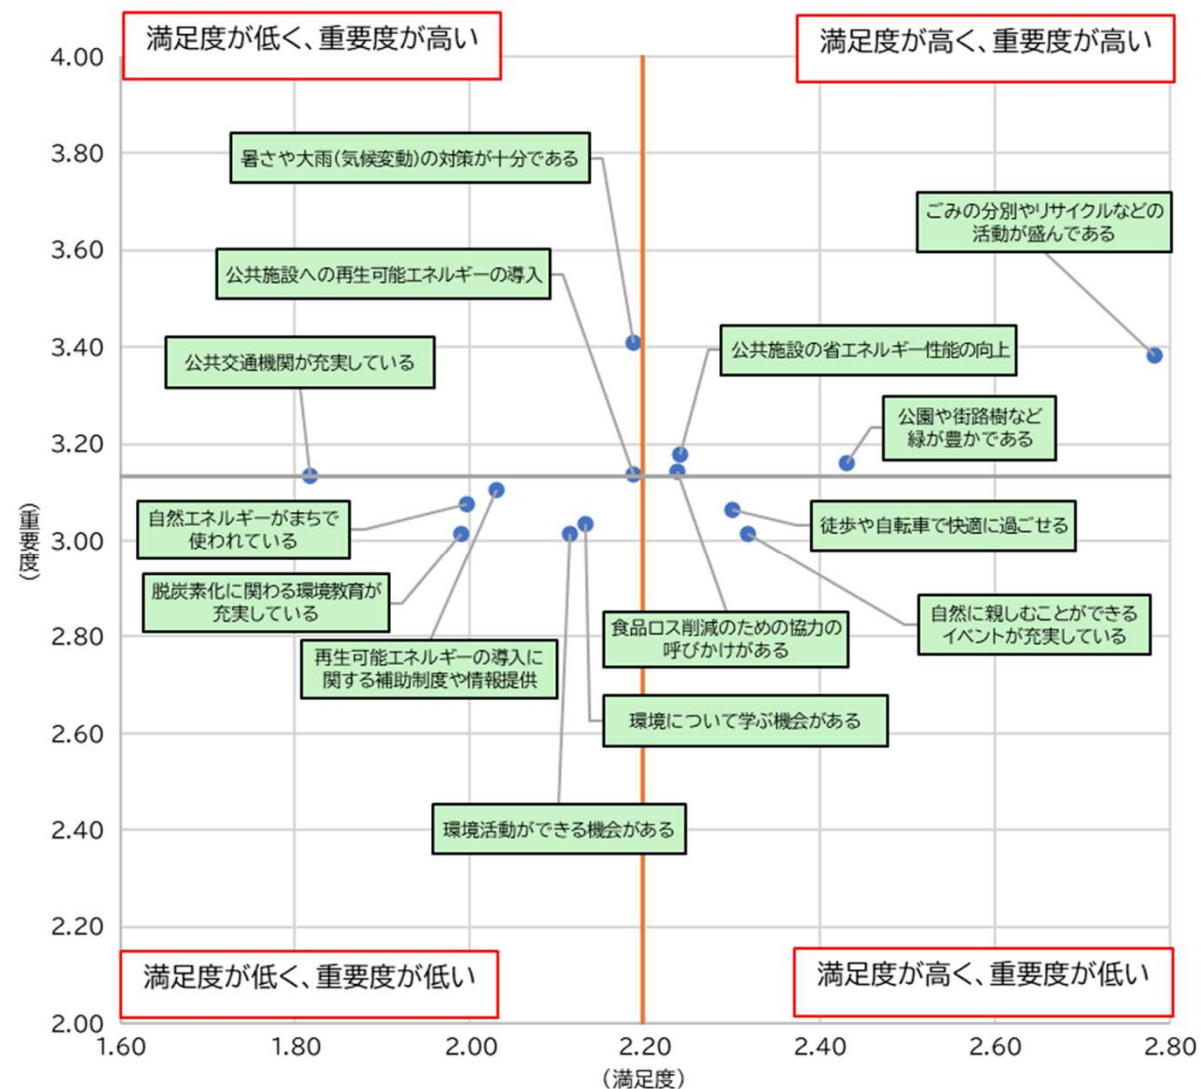 満足度が低く、重要度が高い
満足度が高く、重要度が高い
4.00
3.80
3.60
3.40
3.20
3.00
2.80
2.60
2.40
2.20
2.00
(重要度)
暑さや大雨(気候変動)の対策が十分である
ごみの分別やリサイクルなどの
活動が盛んである
公共施設への再生可能エネルギーの導入
公共交通機関が充実している
公共施設の省エネルギー性能の向上
公園や街路樹など
緑が豊かである
自然エネルギーがまちで
使われている
徒歩や自転車で快適に過ごせる
脱炭素化に関わる環境教育が
充実している
食品ロス削減のための協力の
呼びかけがある
自然に親しむことができる
イベントが充実している
再生可能エネルギーの導入に
関する補助制度や情報提供
環境について学ぶ機会がある
環境活動ができる機会がある
満足度が低く、重要度が低い
満足度が高く、重要度が低い
1.60
1.80
2.00
2.20
2.40
2.60
2.80
(満足度)